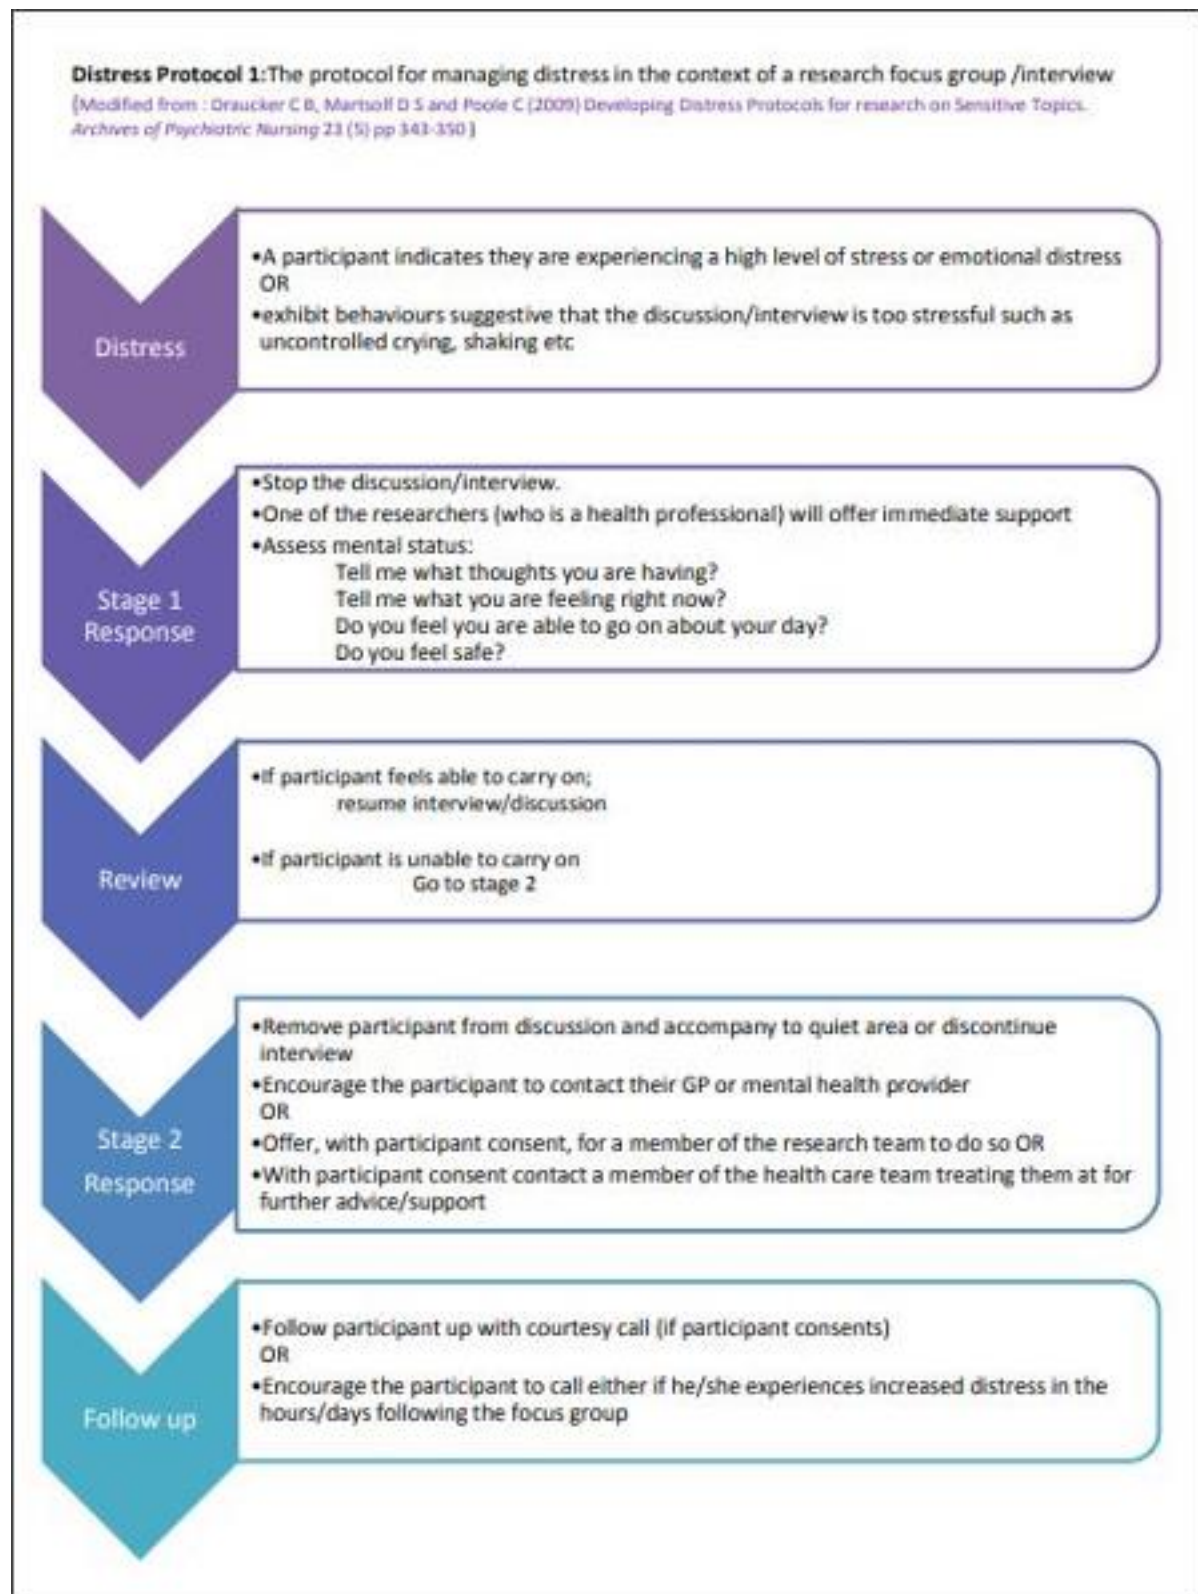 Distress Protocol 1:The protocol for managing distress in the context of a research focus group /interview
(Modified from : Draucker C B, Martsolf D S and Poole C (2009) Developing Distress Protocols for research on Sensitive Topics.
Archives of Psychiatric Nursing 23 (5) pp 343-350 )
Distress
•A participant indicates they are experiencing a high level of stress or emotional distress
OR
•exhibit behaviours suggestive that the discussion/interview is too stressful such as
uncontrolled crying, shaking etc
Stage 1
Response
•Stop the discussion/interview.
•One of the researchers (who is a health professional) will offer immediate support
•Assess mental status:
Tell me what thoughts you are having?
Tell me what you are feeling right now?
Do you feel you are able to go on about your day?
Do you feel safe?
Review
•If participant feels able to carry on;
resume interview/discussion
•If participant is unable to carry on
Go to stage 2
Stage 2
Response
•Remove participant from discussion and accompany to quiet area or discontinue
interview
•Encourage the participant to contact their GP or mental health provider
OR
•Offer, with participant consent, for a member of the research team to do so OR
•With participant consent contact a member of the health care team treating them at for
further advice/support
Follow up
•Follow participant up with courtesy call (if participant consents)
OR
•Encourage the participant to call either if he/she experiences increased distress in the
hours/days following the focus group